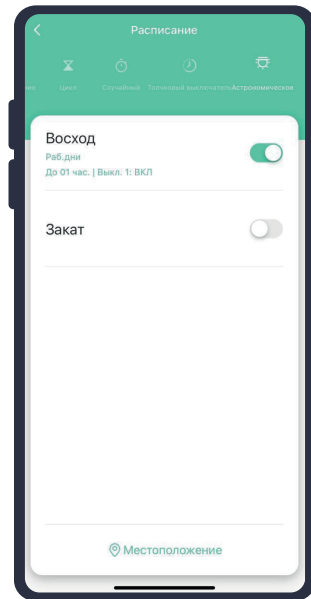 Расписание
Цикл Случайный Толчковый выключатель Астрономическое
Восход
Раб.дни
До 01 час. | Выкл. 1: ВКЛ
Закат
Местоположение